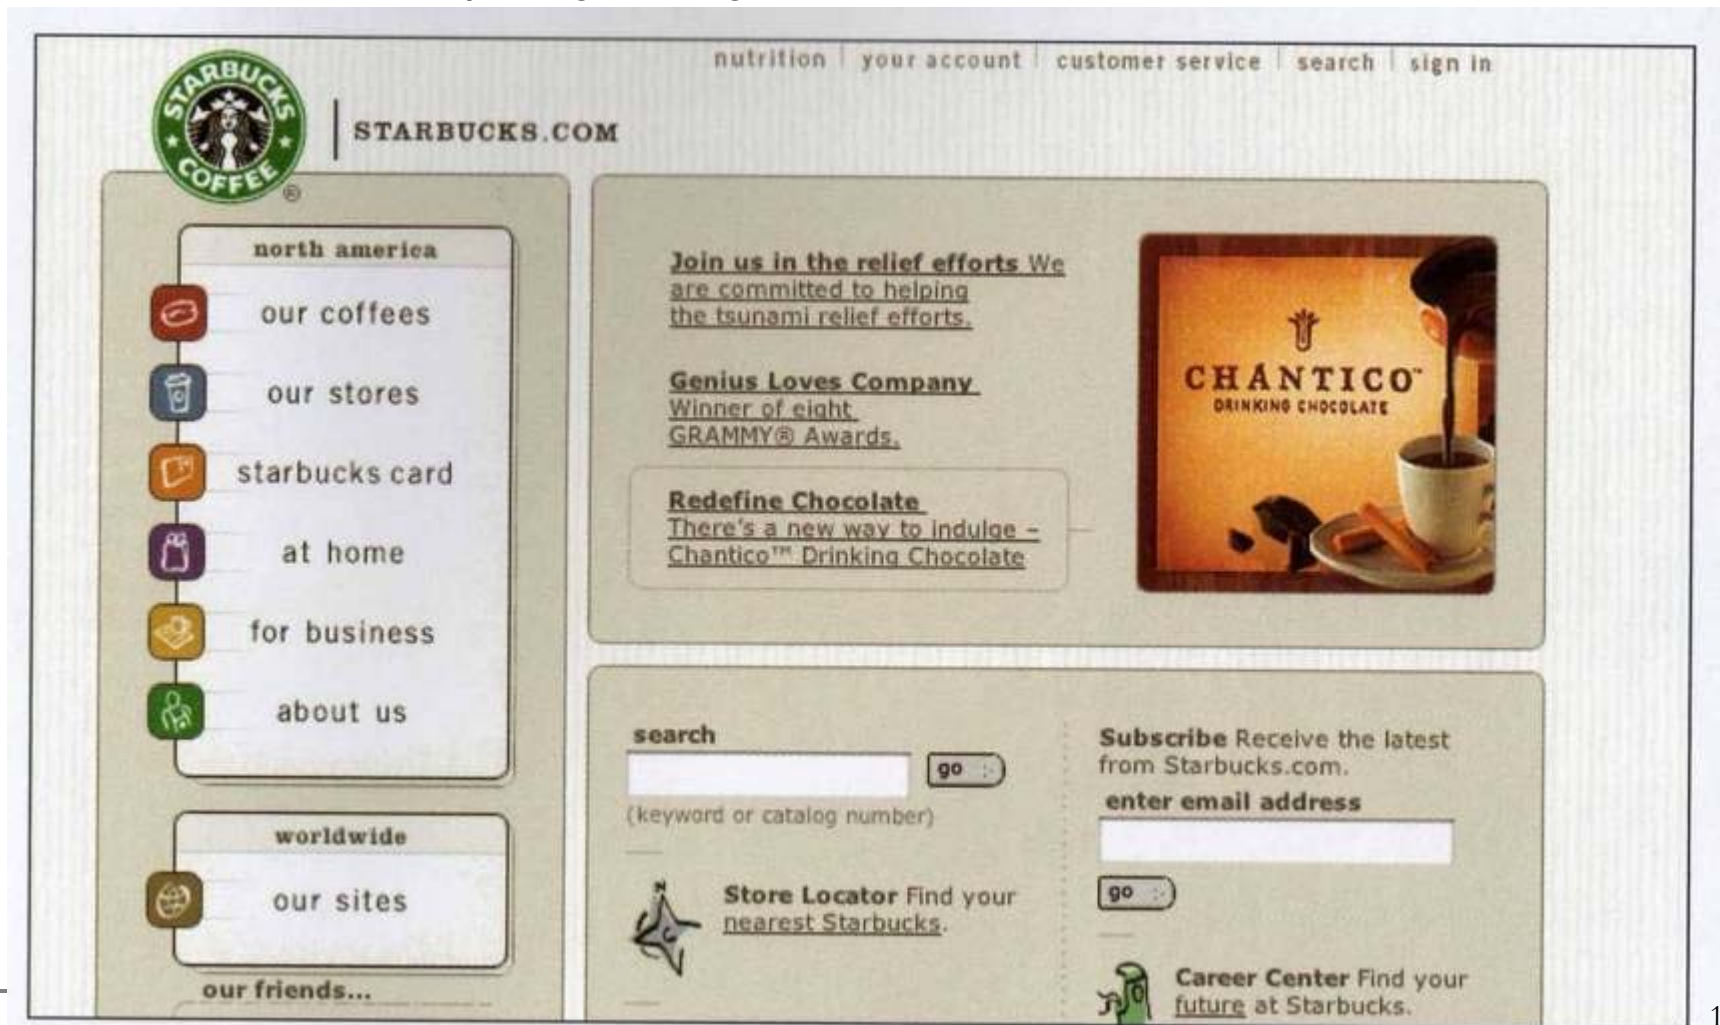 nutrition | your account | customer service | search | sign in
STARBUCKS COFFEE
®
STARBUCKS.COM
north america
our coffees
our stores
starbucks card
at home
for business
about us
worldwide
our sites
our friends...
Join us in the relief efforts We
are committed to helping
the tsunami relief efforts.
Genius Loves Company
Winner of eight
GRAMMY® Awards.
Redefine Chocolate
There's a new way to indulge –
Chantico™ Drinking Chocolate
CHANTICO™
DRINKING CHOCOLATE
search
go
(keyword or catalog number)
N
Store Locator Find your
nearest Starbucks.
Subscribe Receive the latest
from Starbucks.com.
enter email address
go
Career Center Find your
future at Starbucks.
1